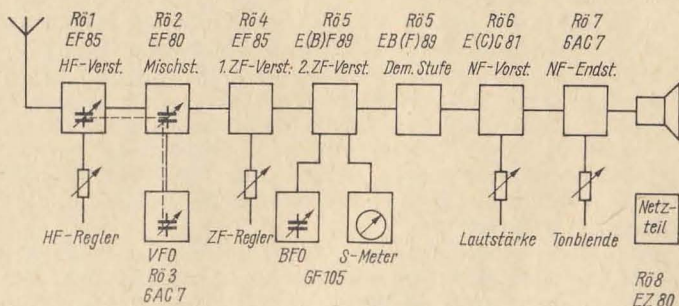 Rö1 Rö2 Rö4 Rö5 Rö5 Rö6 Rö7
EF85 EF80 EF85 E(B)F89 EB(F)89 E(C)C81 6AC7
HF-Verst. Mischst. 1.ZF-Verst. 2.ZF-Verst. Dem.Stufe NF-Vorst. NF-Endst.
HF-Regler VFO ZF-Regler BFO S-Meter Lautstärke Tonblende
Netz-
teil
Rö3 GF105 Rö8
6AC7 EZ80